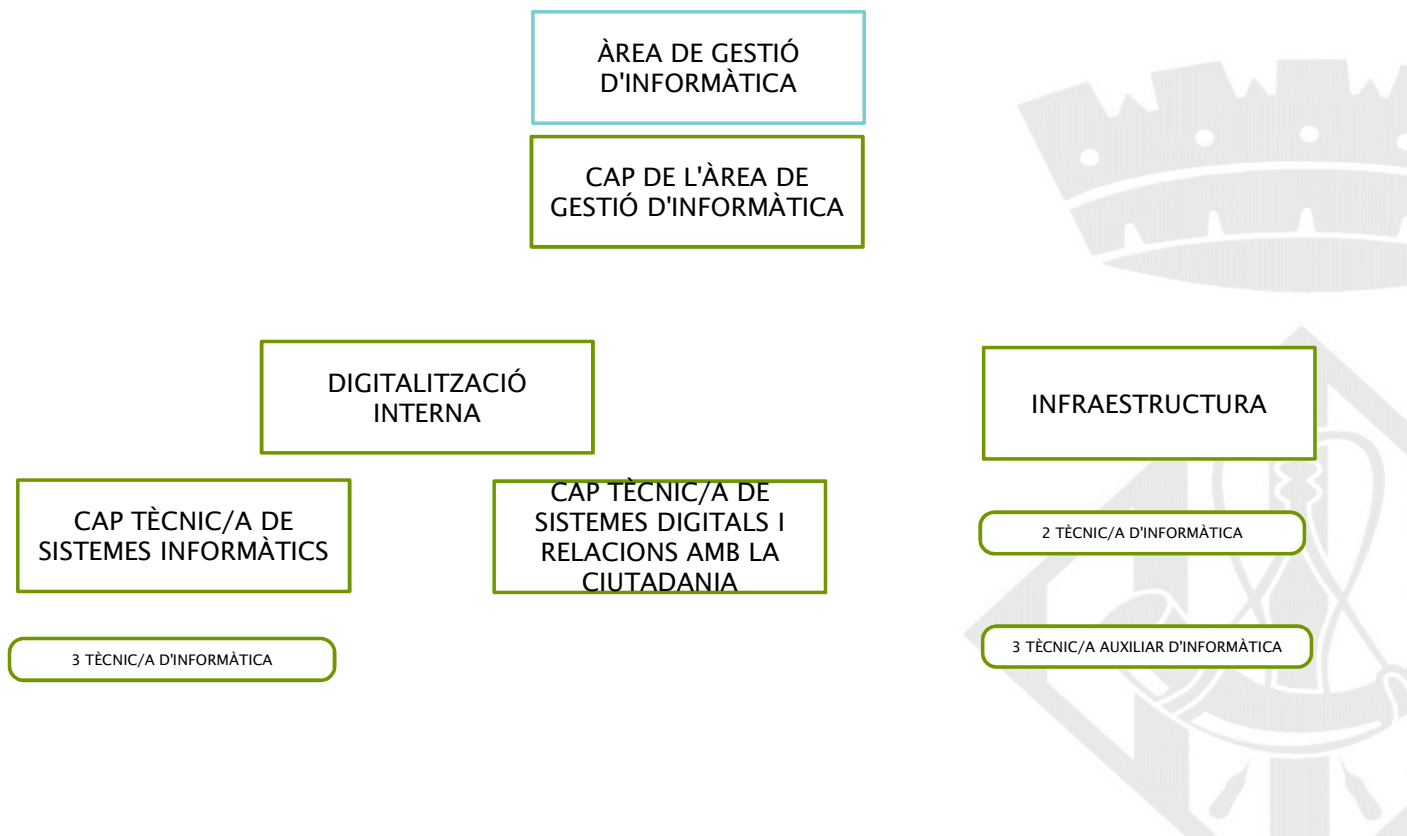 ÀREA DE GESTIÓ
D'INFORMÀTICA
CAP DE L'ÀREA DE
GESTIÓ D'INFORMÀTICA
DIGITALITZACIÓ
INTERNA
INFRAESTRUCTURA
CAP TÈCNIC/A DE
SISTEMES INFORMÀTICS
CAP TÈCNIC/A DE
SISTEMES DIGITALS I
RELACIONS AMB LA
CIUTADANIA
2 TÈCNIC/A D'INFORMÀTICA
3 TÈCNIC/A D'INFORMÀTICA
3 TÈCNIC/A AUXILIAR D'INFORMÀTICA